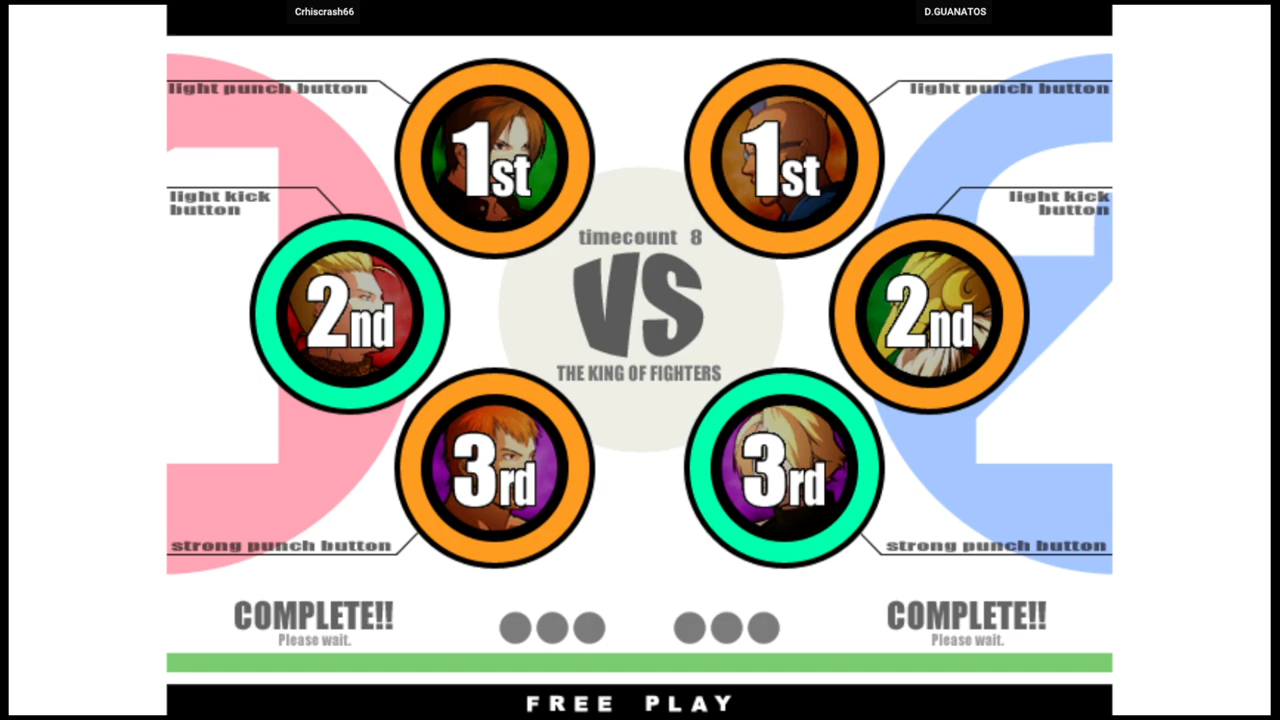 Crhiscrash66
D.GUANATOS
light punch button
light punch button
1st
1st
light kick
button
light kick
button
timecount 8
VS
2nd
2nd
THE KING OF FIGHTERS
3rd
3rd
strong punch button
strong punch button
COMPLETE!!
Please wait.
COMPLETE!!
Please wait.
FREE PLAY